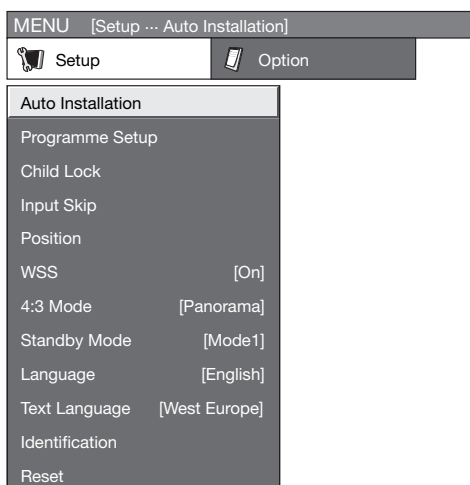 MENU [Setup ··· Auto Installation]
Setup Option
Auto Installation
Programme Setup
Child Lock
Input Skip
Position
WSS [On]
4:3 Mode [Panorama]
Standby Mode [Mode1]
Language [English]
Text Language [West Europe]
Identification
Reset